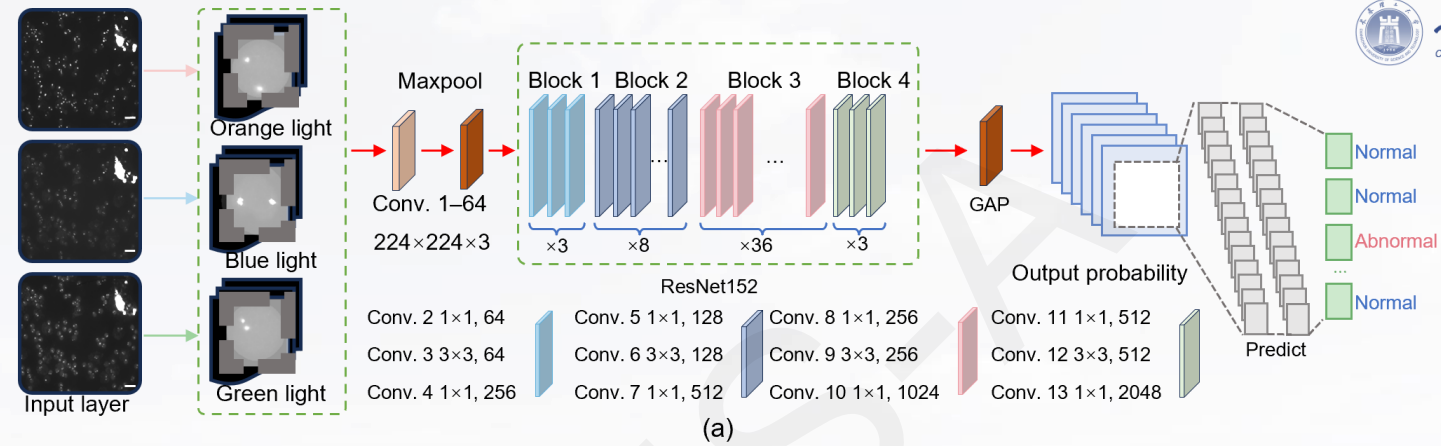 Orange light
Blue light
Green light
Input layer
Maxpool
Conv. 1–64
224×224×3
Block 1
Block 2
Block 3
Block 4
...
...
×3
×8
×36
×3
ResNet152
GAP
Output probability
Predict
Normal
Normal
Abnormal
...
Normal
Conv. 2 1×1, 64
Conv. 3 3×3, 64
Conv. 4 1×1, 256
Conv. 5 1×1, 128
Conv. 6 3×3, 128
Conv. 7 1×1, 512
Conv. 8 1×1, 256
Conv. 9 3×3, 256
Conv. 10 1×1, 1024
Conv. 11 1×1, 512
Conv. 12 3×3, 512
Conv. 13 1×1, 2048
(a)